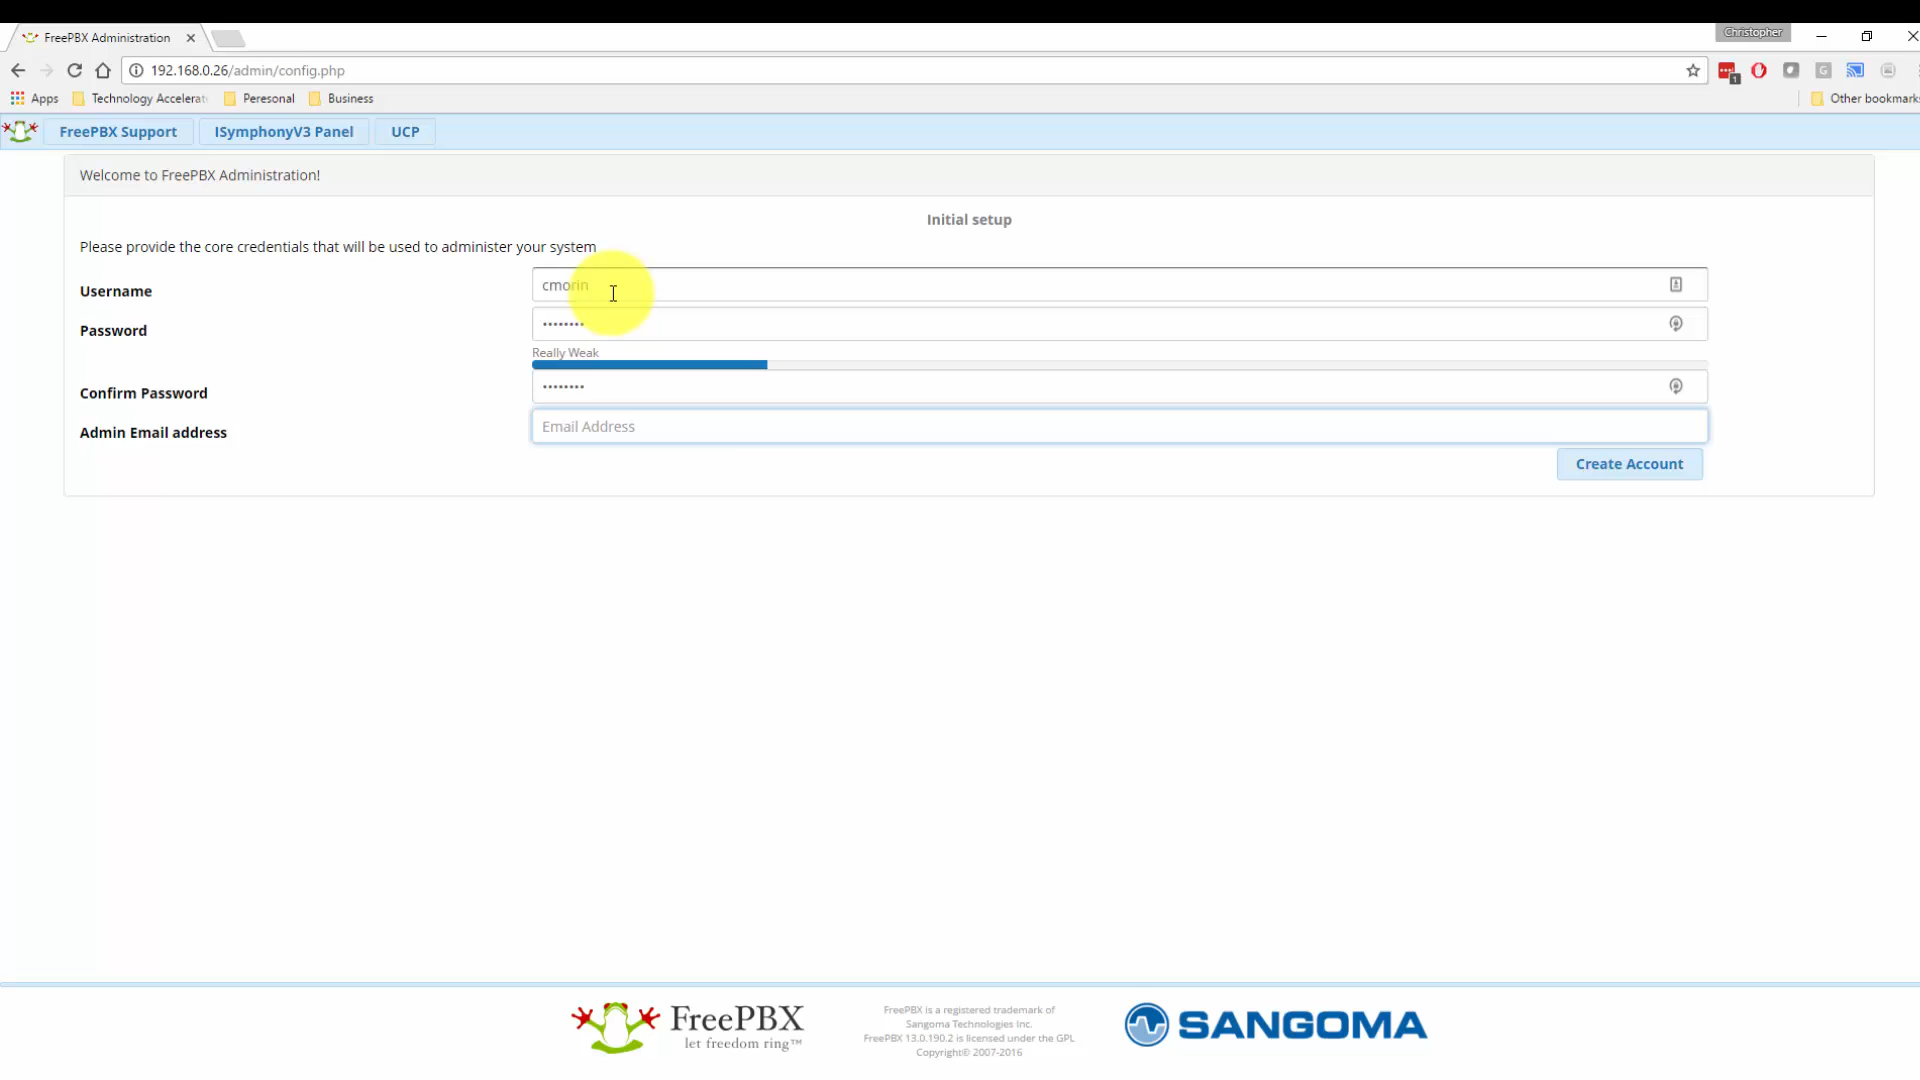 FreePBX Administration
Christopher
192.168.0.26/admin/config.php
1
Apps
Technology Accelerat
Peresonal
Business
Other bookmarks
FreePBX Support
ISymphonyV3 Panel
UCP
Welcome to FreePBX Administration!
Initial setup
Please provide the core credentials that will be used to administer your system
Username
cmorin
Password
••••••••
Really Weak
Confirm Password
••••••••
Admin Email address
Email Address
Create Account
FreePBX
let freedom ring™
FreePBX is a registered trademark of
Sangoma Technologies Inc.
FreePBX 13.0.190.2 is licensed under the GPL
Copyright© 2007-2016
SANGOMA